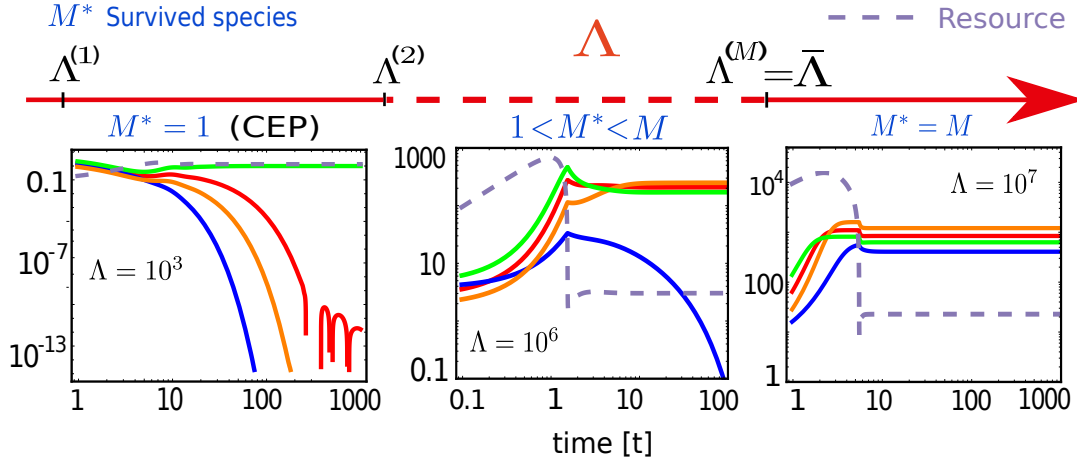 M* Survived species
Resource
Λ
Λ(1)
Λ(2)
Λ(M) = Λ̄
M* = 1 (CEP)
1 < M* < M
M* = M
0.1
10^-7
10^-13
Λ = 10^3
1 10 100 1000
1000
10
0.1
Λ = 10^6
0.1 1 10 100
10^4
100
1
Λ = 10^7
1 10 100 1000
time [t]